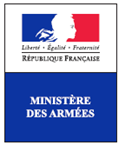 Liberté • Égalité • Fraternité
RÉPUBLIQUE FRANÇAISE
MINISTÈRE
DES ARMÉES